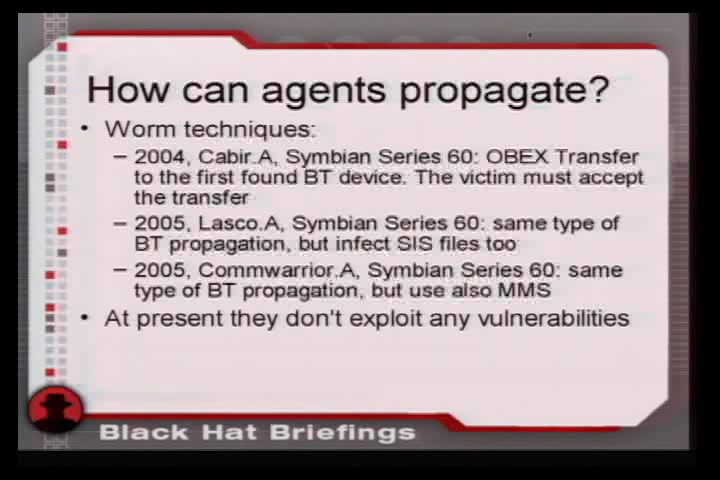 How can agents propagate?
• Worm techniques:
– 2004, Cabir.A, Symbian Series 60: OBEX Transfer
to the first found BT device. The victim must accept
the transfer
– 2005, Lasco.A, Symbian Series 60: same type of
BT propagation, but infect SIS files too
– 2005, Commwarrior.A, Symbian Series 60: same
type of BT propagation, but use also MMS
• At present they don't exploit any vulnerabilities
Black Hat Briefings